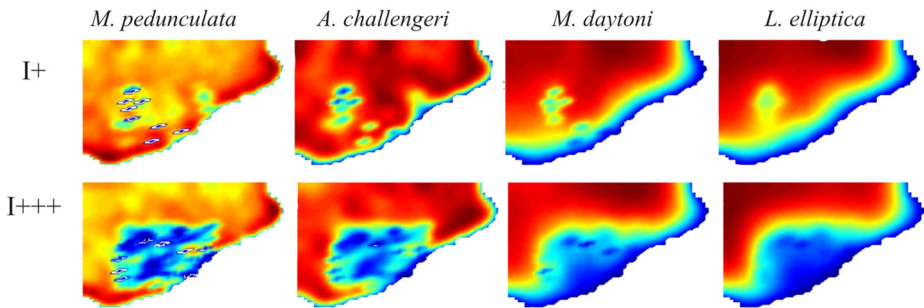 M. pedunculata A. challengeri M. daytoni L. elliptica
I+
I+++